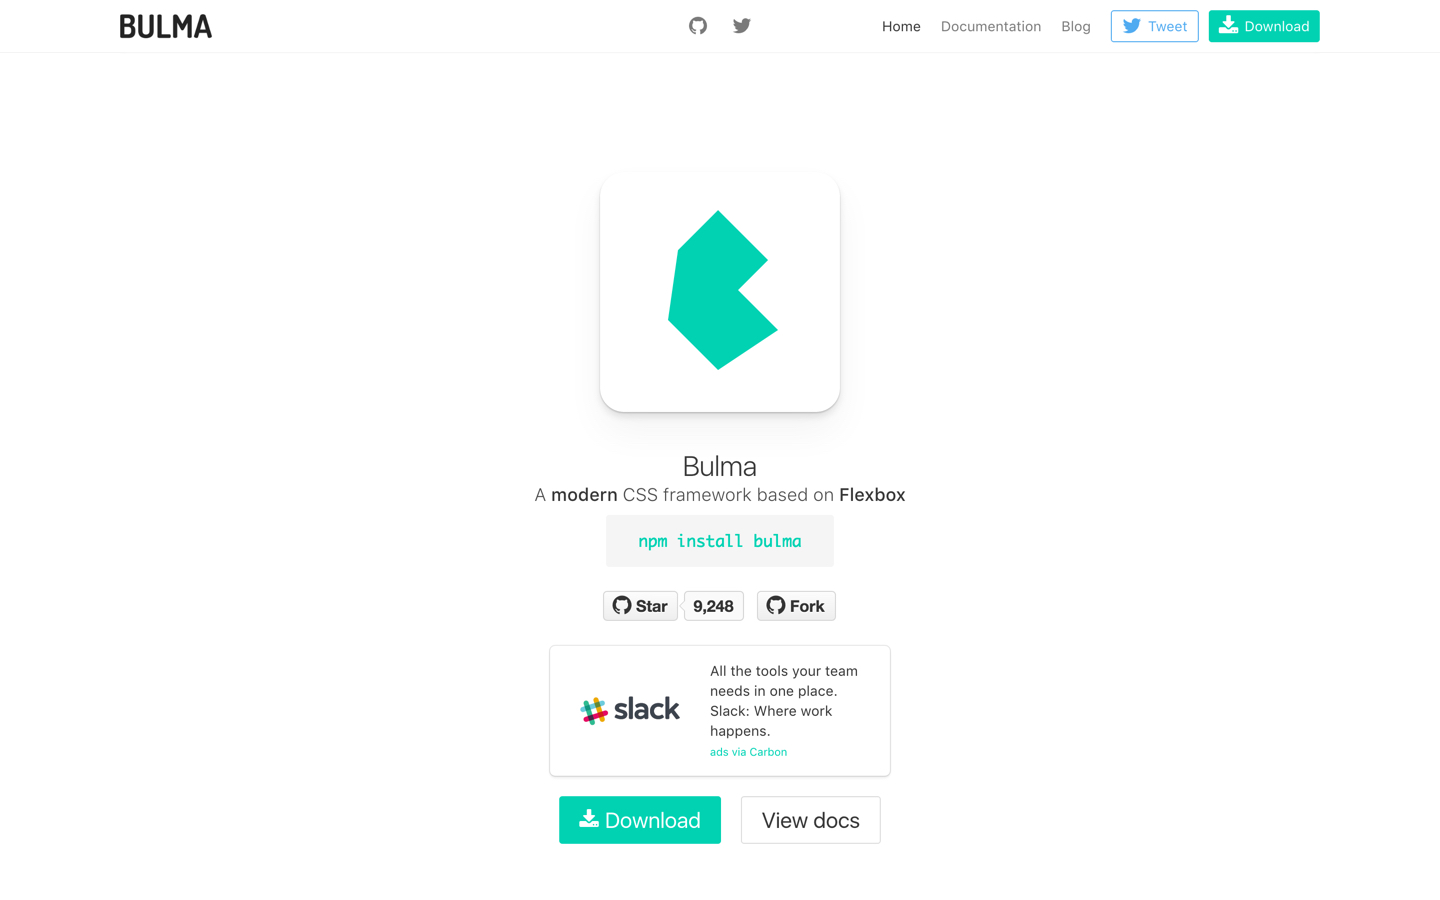 BULMA
Home Documentation Blog Tweet Download
Bulma
A modern CSS framework based on Flexbox
npm install bulma
Star 9,248 Fork
slack
All the tools your team
needs in one place.
Slack: Where work
happens.
ads via Carbon
Download View docs